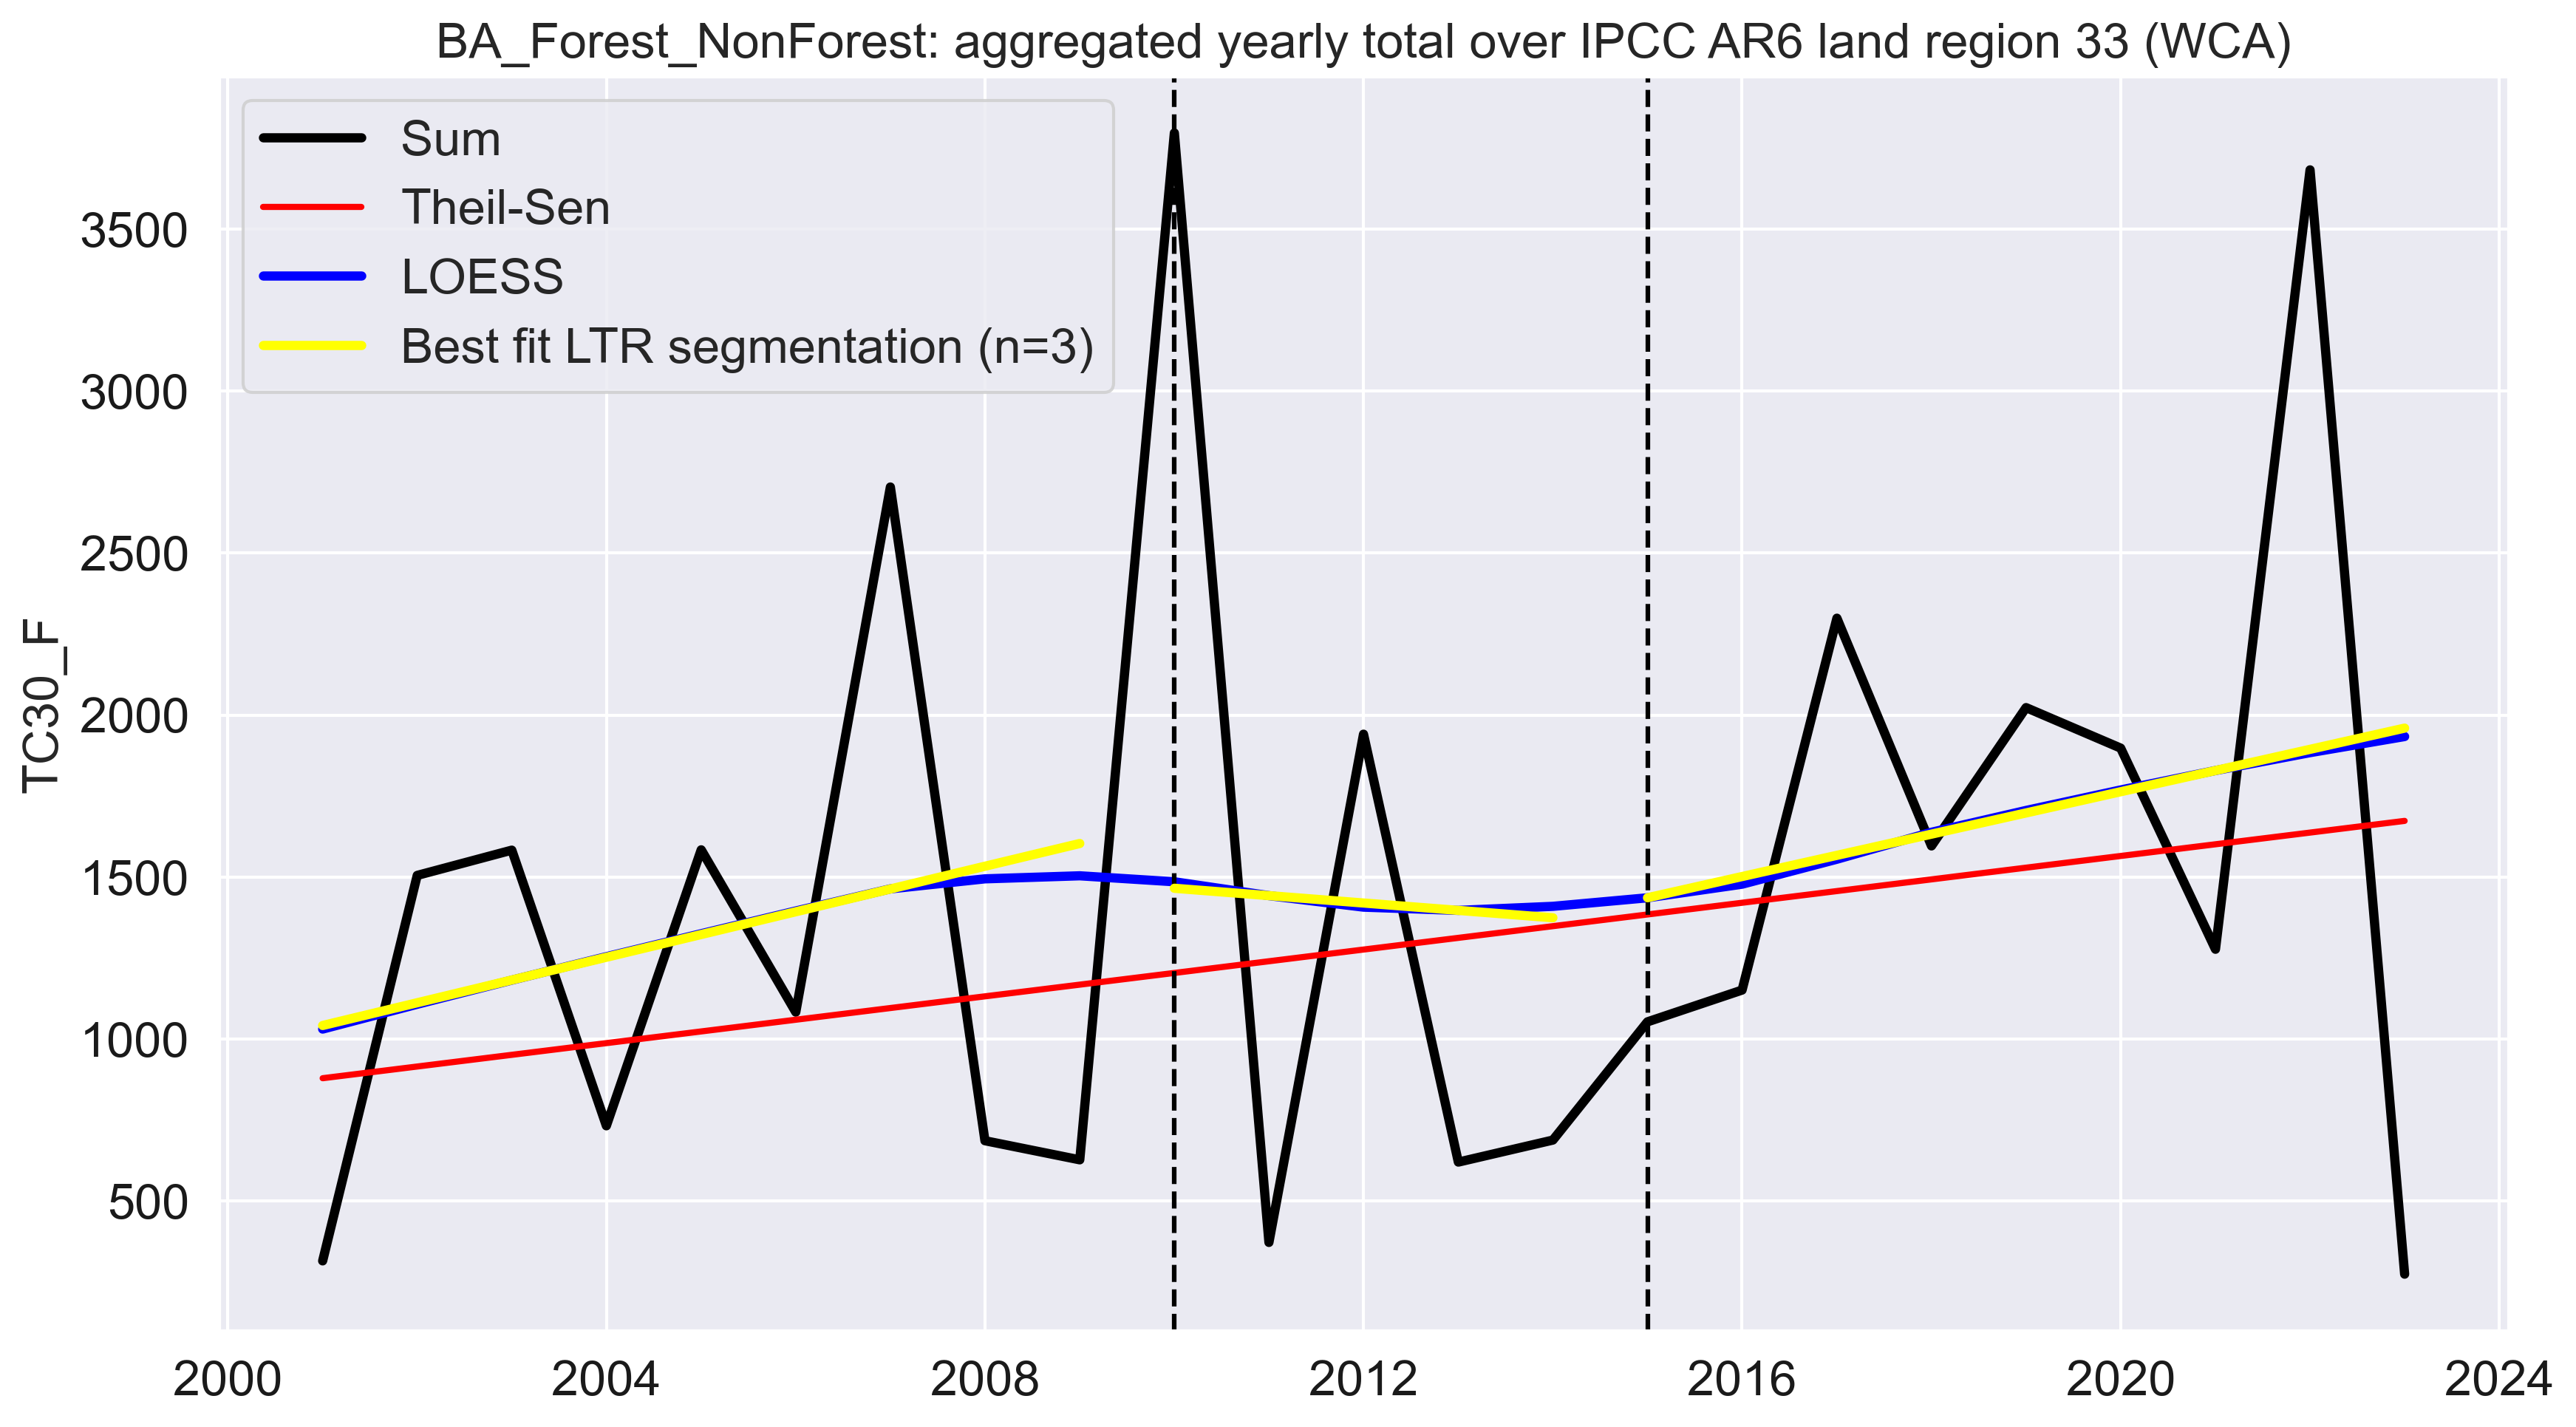 BA_Forest_NonForest: aggregated yearly total over IPCC AR6 land region 33 (WCA)
Sum
Theil-Sen
LOESS
Best fit LTR segmentation (n=3)
TC30_F
3500
3000
2500
2000
1500
1000
500
2000 2004 2008 2012 2016 2020 2024